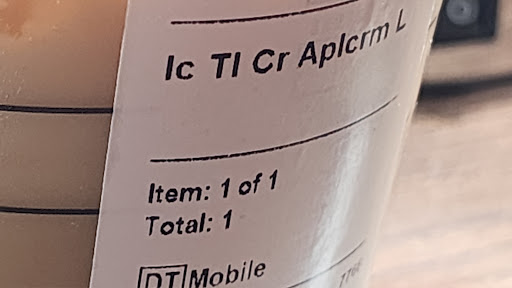 Ic Tl Cr Aplcrm L
Item: 1 of 1
Total: 1
DT Mobile